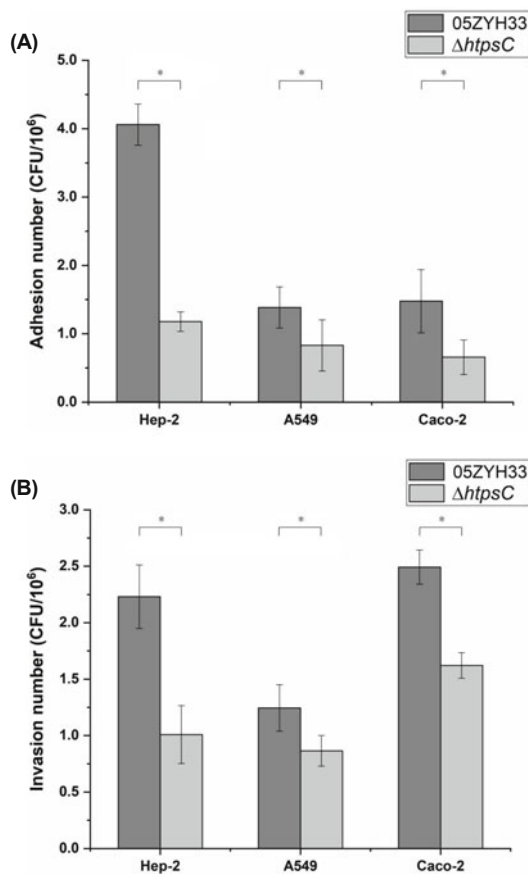 05ZYH33
ΔhtpsC
(A)
5.0
4.0
3.0
2.0
1.0
0.0
Adhesion number (CFU/10⁶)
* * *
Hep-2 A549 Caco-2
05ZYH33
ΔhtpsC
(B)
3.0
2.5
2.0
1.5
1.0
0.5
0.0
Invasion number (CFU/10⁶)
* * *
Hep-2 A549 Caco-2